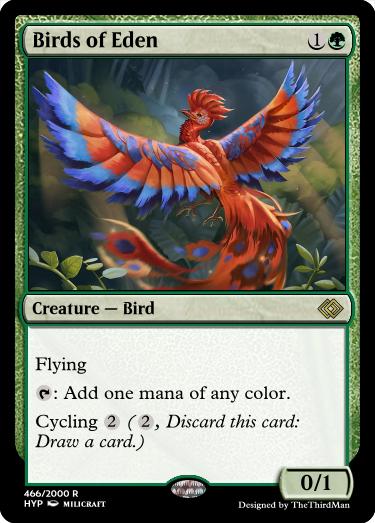 Birds of Eden 1
Creature — Bird
Flying
: Add one mana of any color.
Cycling 2 ( 2, Discard this card:
Draw a card.)
0/1
466/2000 R
HYP MILICRAFT Designed by TheThirdMan